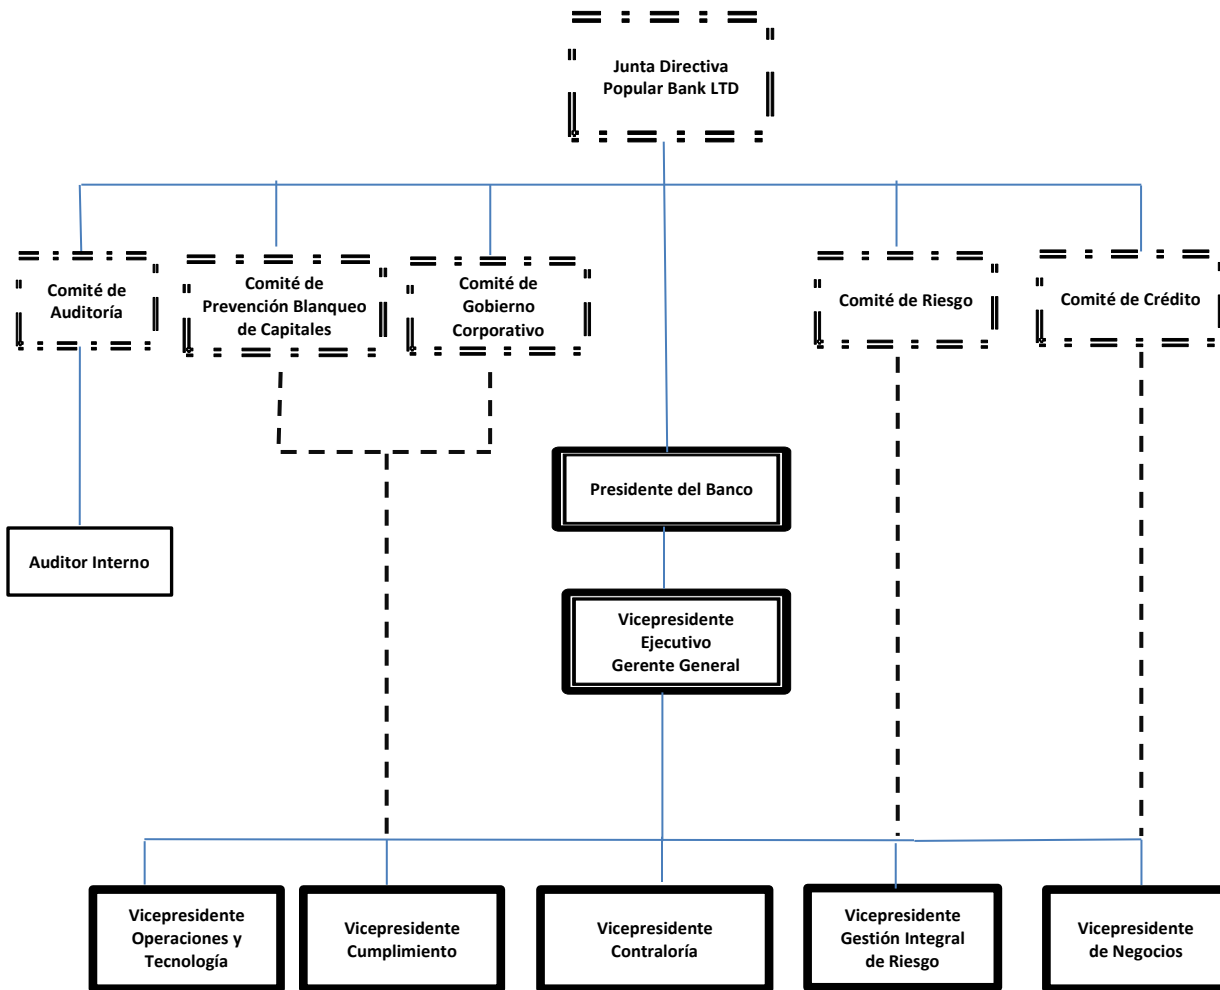 Junta Directiva
Popular Bank LTD
Comité de
Auditoría
Comité de
Prevención Blanqueo
de Capitales
Comité de
Gobierno
Corporativo
Comité de Riesgo
Comité de Crédito
Presidente del Banco
Auditor Interno
Vicepresidente
Ejecutivo
Gerente General
Vicepresidente
Operaciones y
Tecnología
Vicepresidente
Cumplimiento
Vicepresidente
Contraloría
Vicepresidente
Gestión Integral
de Riesgo
Vicepresidente
de Negocios